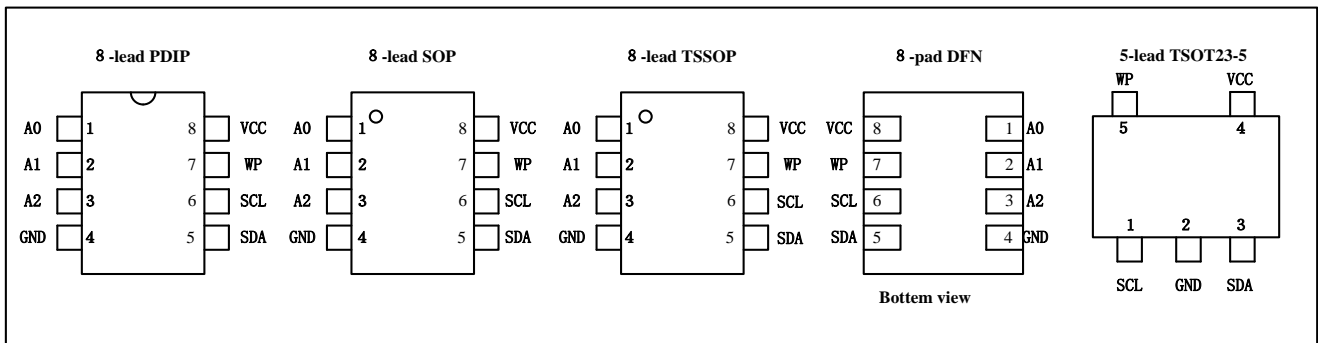 8-lead PDIP
A0 1 8 VCC
A1 2 7 WP
A2 3 6 SCL
GND 4 5 SDA
8-lead SOP
A0 1 8 VCC
A1 2 7 WP
A2 3 6 SCL
GND 4 5 SDA
8-lead TSSOP
A0 1 8 VCC
A1 2 7 WP
A2 3 6 SCL
GND 4 5 SDA
8-pad DFN
VCC 8 1 A0
WP 7 2 A1
SCL 6 3 A2
SDA 5 4 GND
Bottem view
5-lead TSOT23-5
WP VCC
5 4
1 2 3
SCL GND SDA